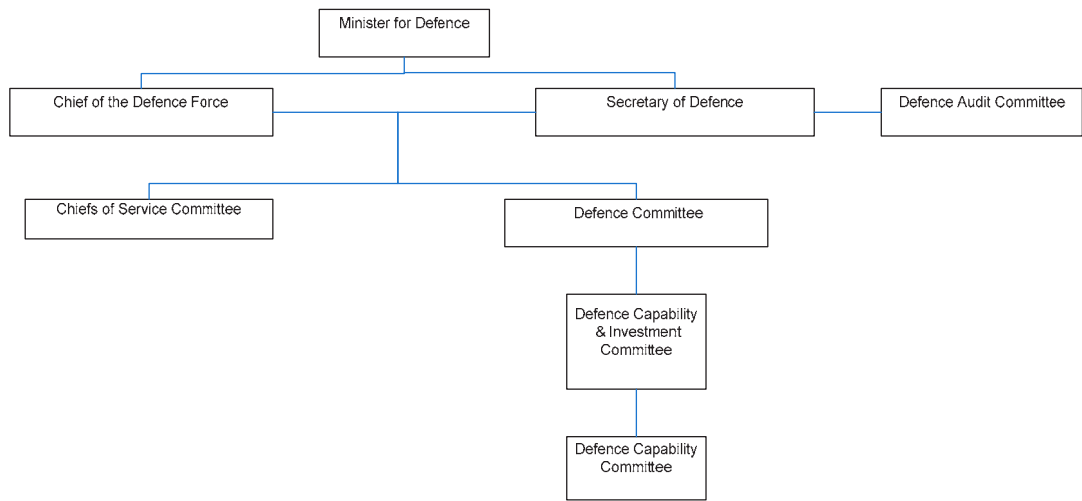 Minister for Defence
Chief of the Defence Force
Secretary of Defence
Defence Audit Committee
Chiefs of Service Committee
Defence Committee
Defence Capability
& Investment
Committee
Defence Capability
Committee